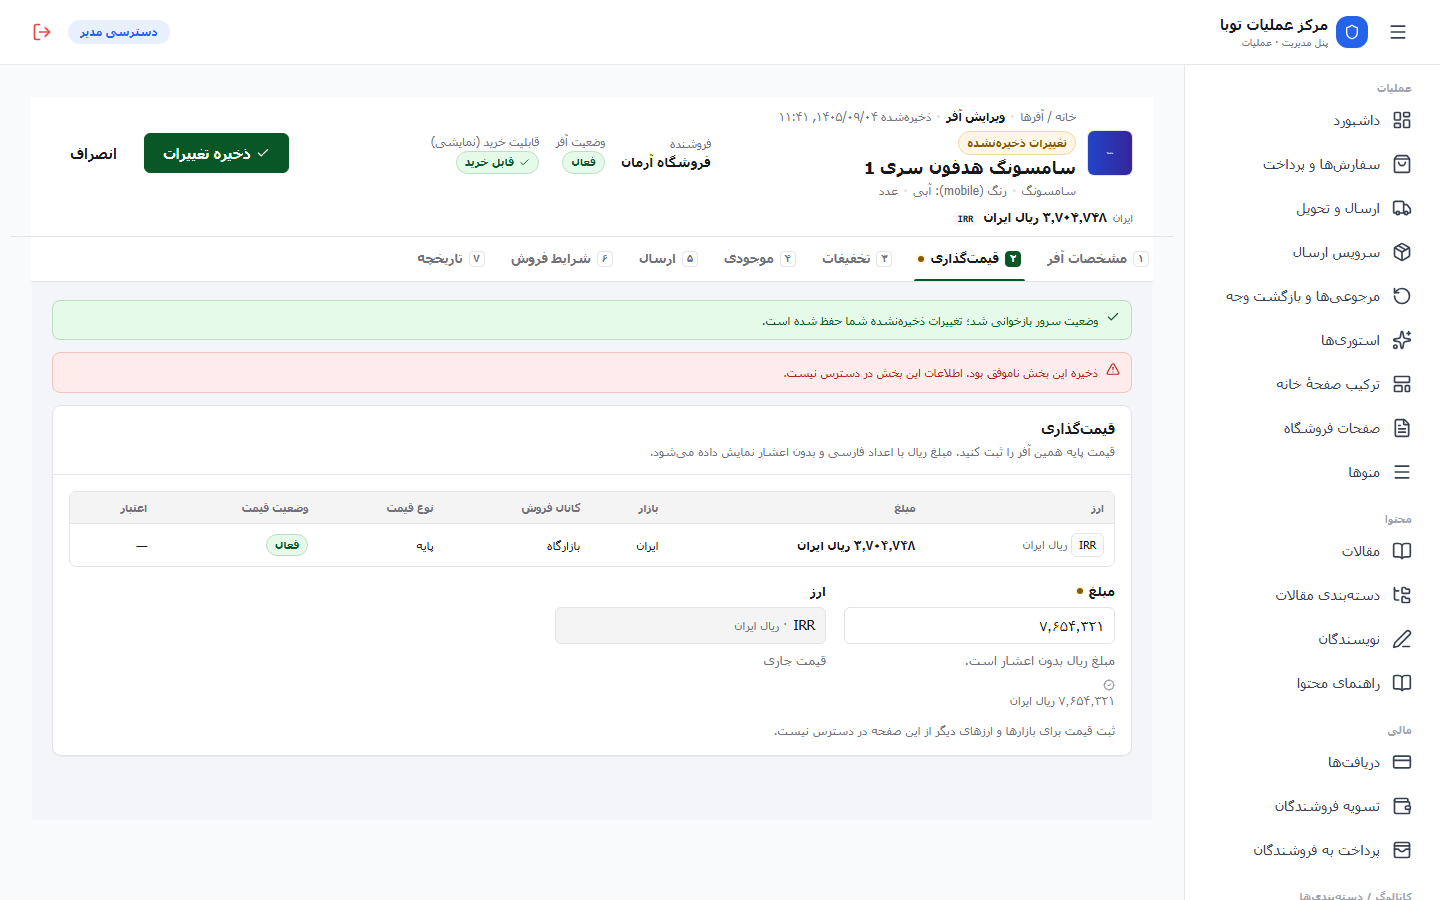 مرکز عملیات توبا
پنل مدیریت · عملیات
دسترسی مدیر
عملیات
داشبورد
سفارش‌ها و پرداخت
ارسال و تحویل
سرویس ارسال
مرجوعی‌ها و بازگشت وجه
استوری‌ها
ترکیب صفحهٔ خانه
صفحات فروشگاه
منوها
محتوا
مقالات
دسته‌بندی مقالات
نویسندگان
راهنمای محتوا
مالی
دریافت‌ها
تسویه فروشندگان
پرداخت به فروشندگان
کاتالوگ / دسته‌بندی‌ها
خانه / آفرها · ویرایش آفر · ذخیره‌شده ۱۴۰۵/۰۹/۰۴, ۱۱:۴۱
تغییرات ذخیره‌نشده
سامسونگ هدفون سری 1
سامسونگ · رنگ (mobile): آبی · عدد
ایران ۳,۷۰۴,۷۴۸ ریال ایران IRR
فروشنده
فروشگاه آرمان
وضعیت آفر
فعال
قابلیت خرید (نمایشی)
قابل خرید
ذخیره تغییرات
انصراف
۱ مشخصات آفر
۲ قیمت‌گذاری
۳ تخفیفات
۴ موجودی
۵ ارسال
۶ شرایط فروش
۷ تاریخچه
وضعیت سرور بازخوانی شد؛ تغییرات ذخیره‌نشده شما حفظ شده است.
ذخیره این بخش ناموفق بود. اطلاعات این بخش در دسترس نیست.
قیمت‌گذاری
قیمت پایه همین آفر را ثبت کنید. مبلغ ریال با اعداد فارسی و بدون اعشار نمایش داده می‌شود.
ارز مبلغ بازار کانال فروش نوع قیمت وضعیت قیمت اعتبار
IRR ریال ایران ۳,۷۰۴,۷۴۸ ریال ایران ایران بازارگاه پایه فعال —
مبلغ
۷,۶۵۴,۳۲۱
مبلغ ریال بدون اعشار است.
۷,۶۵۴,۳۲۱ ریال ایران
ارز
IRR · ریال ایران
قیمت جاری
ثبت قیمت برای بازارها و ارزهای دیگر از این صفحه در دسترس نیست.